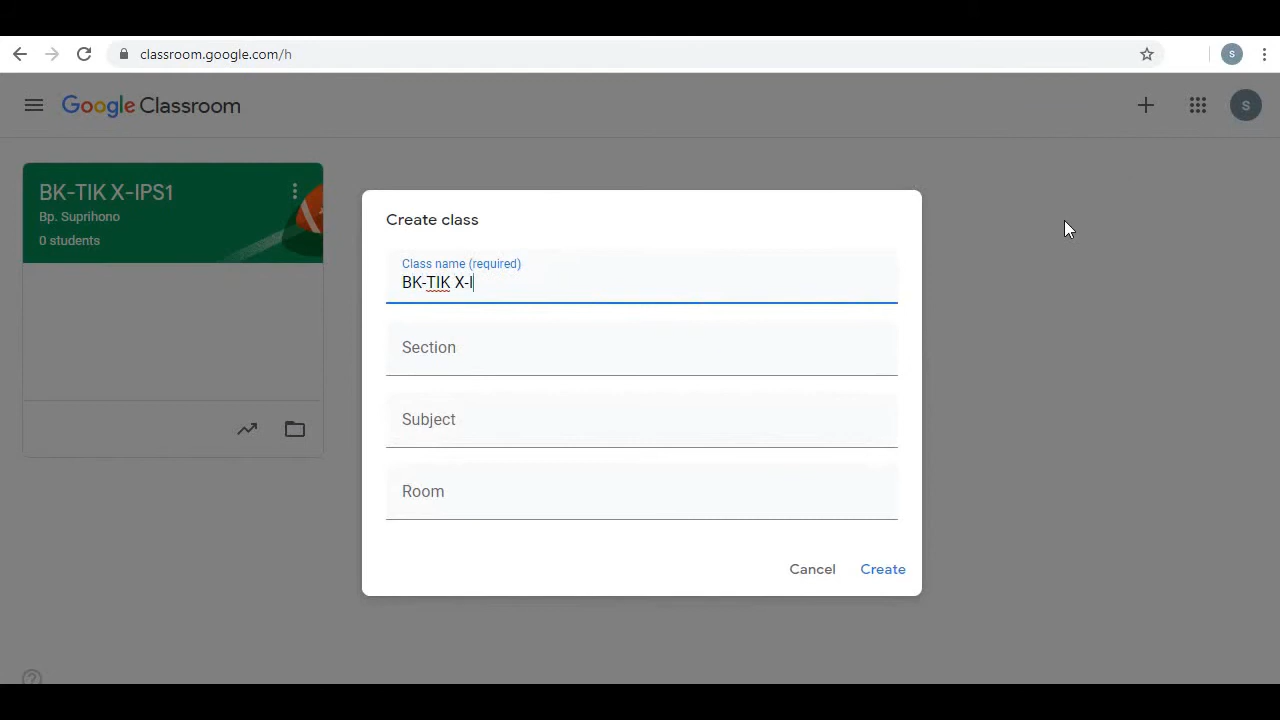 classroom.google.com/h
S
Google Classroom
S
BK-TIK X-IPS1
Bp. Suprihono
0 students
Create class
Class name (required)
BK-TIK X-I
Section
Subject
Room
Cancel
Create
?